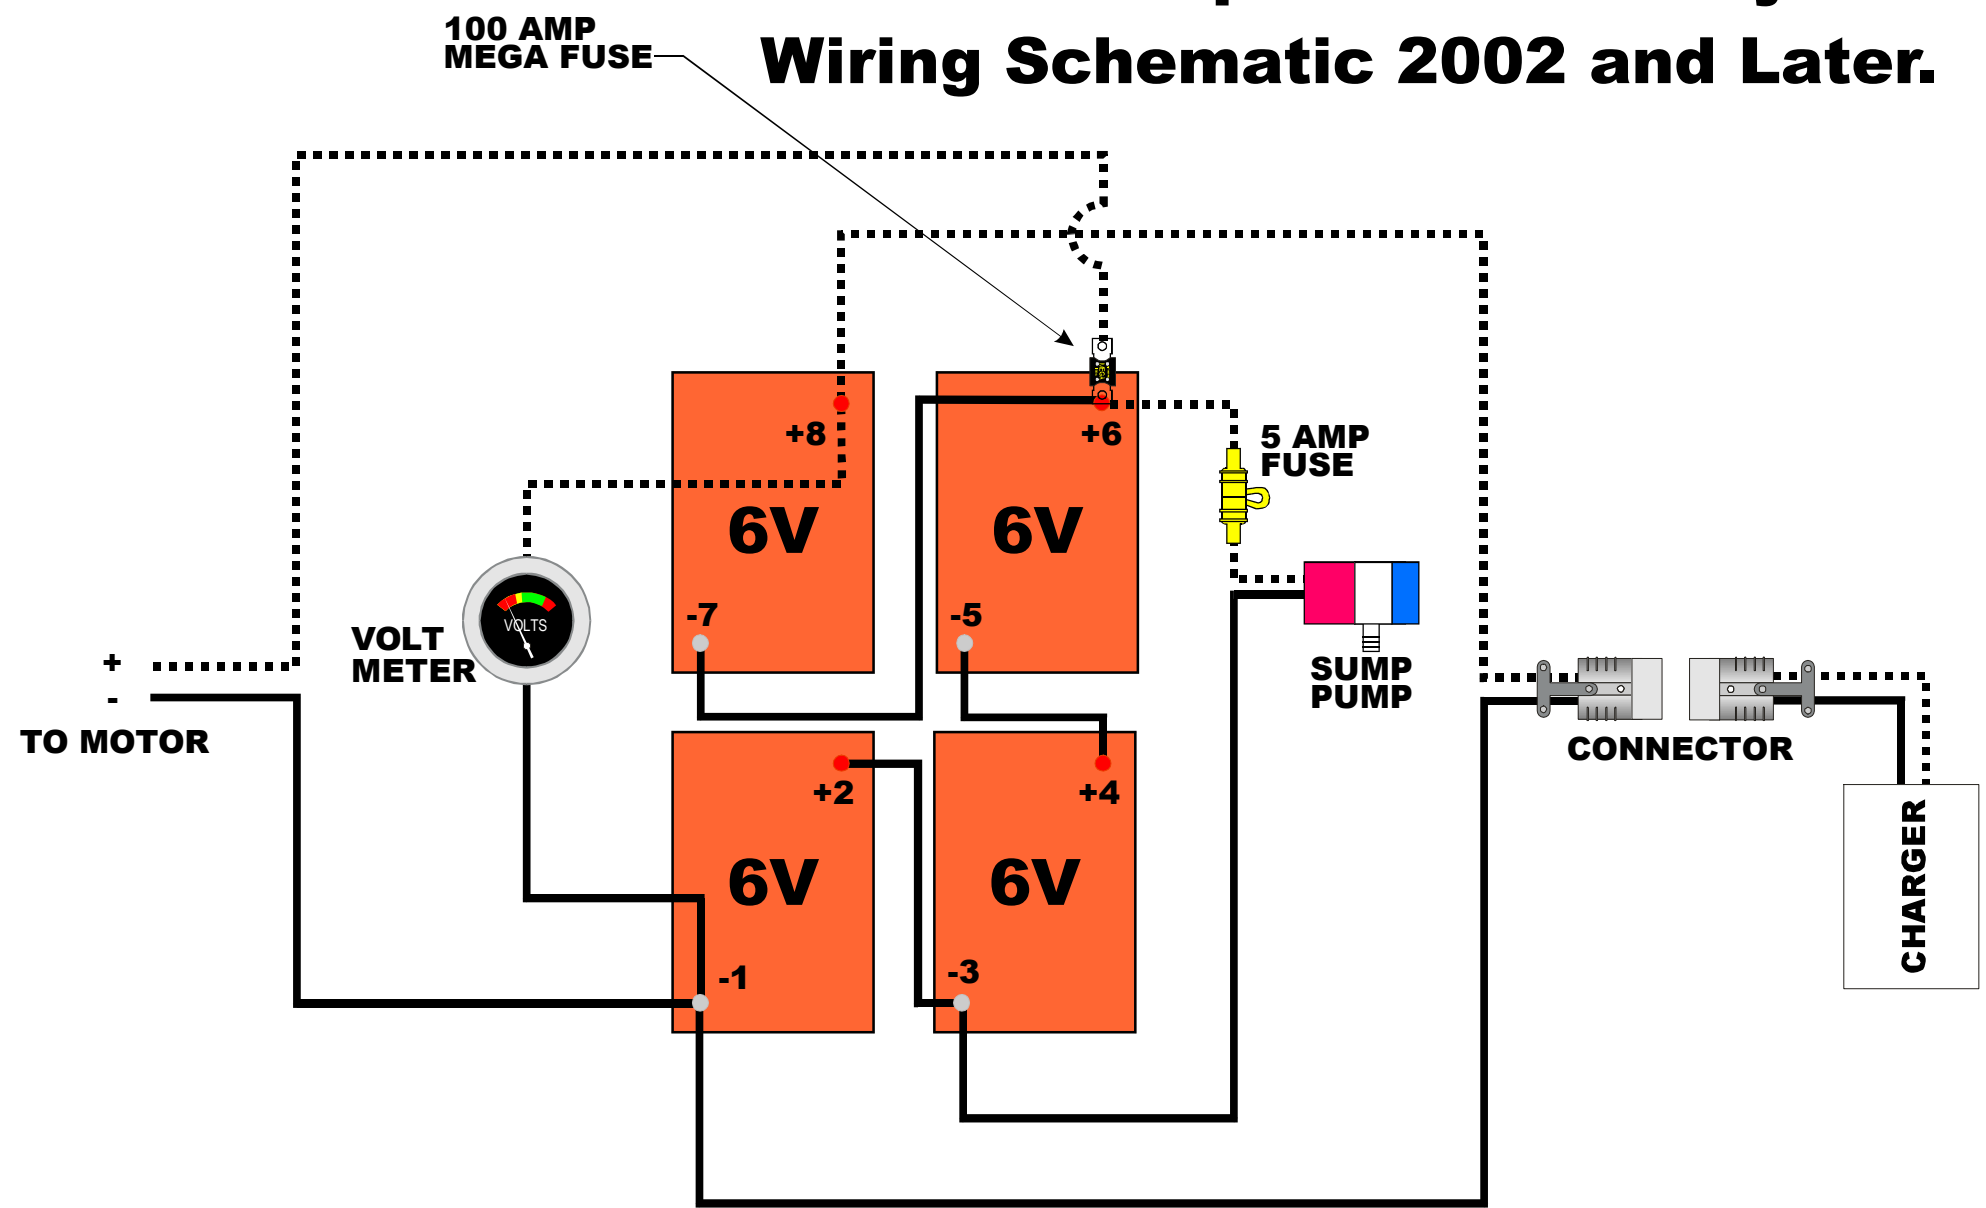 Wiring Schematic 2002 and Later.
100 AMP
MEGA FUSE
+8
+6
5 AMP
FUSE
6V
6V
-7
-5
VOLTS
VOLT
METER
+
-
TO MOTOR
SUMP
PUMP
CONNECTOR
+2
+4
6V
6V
-1
-3
CHARGER